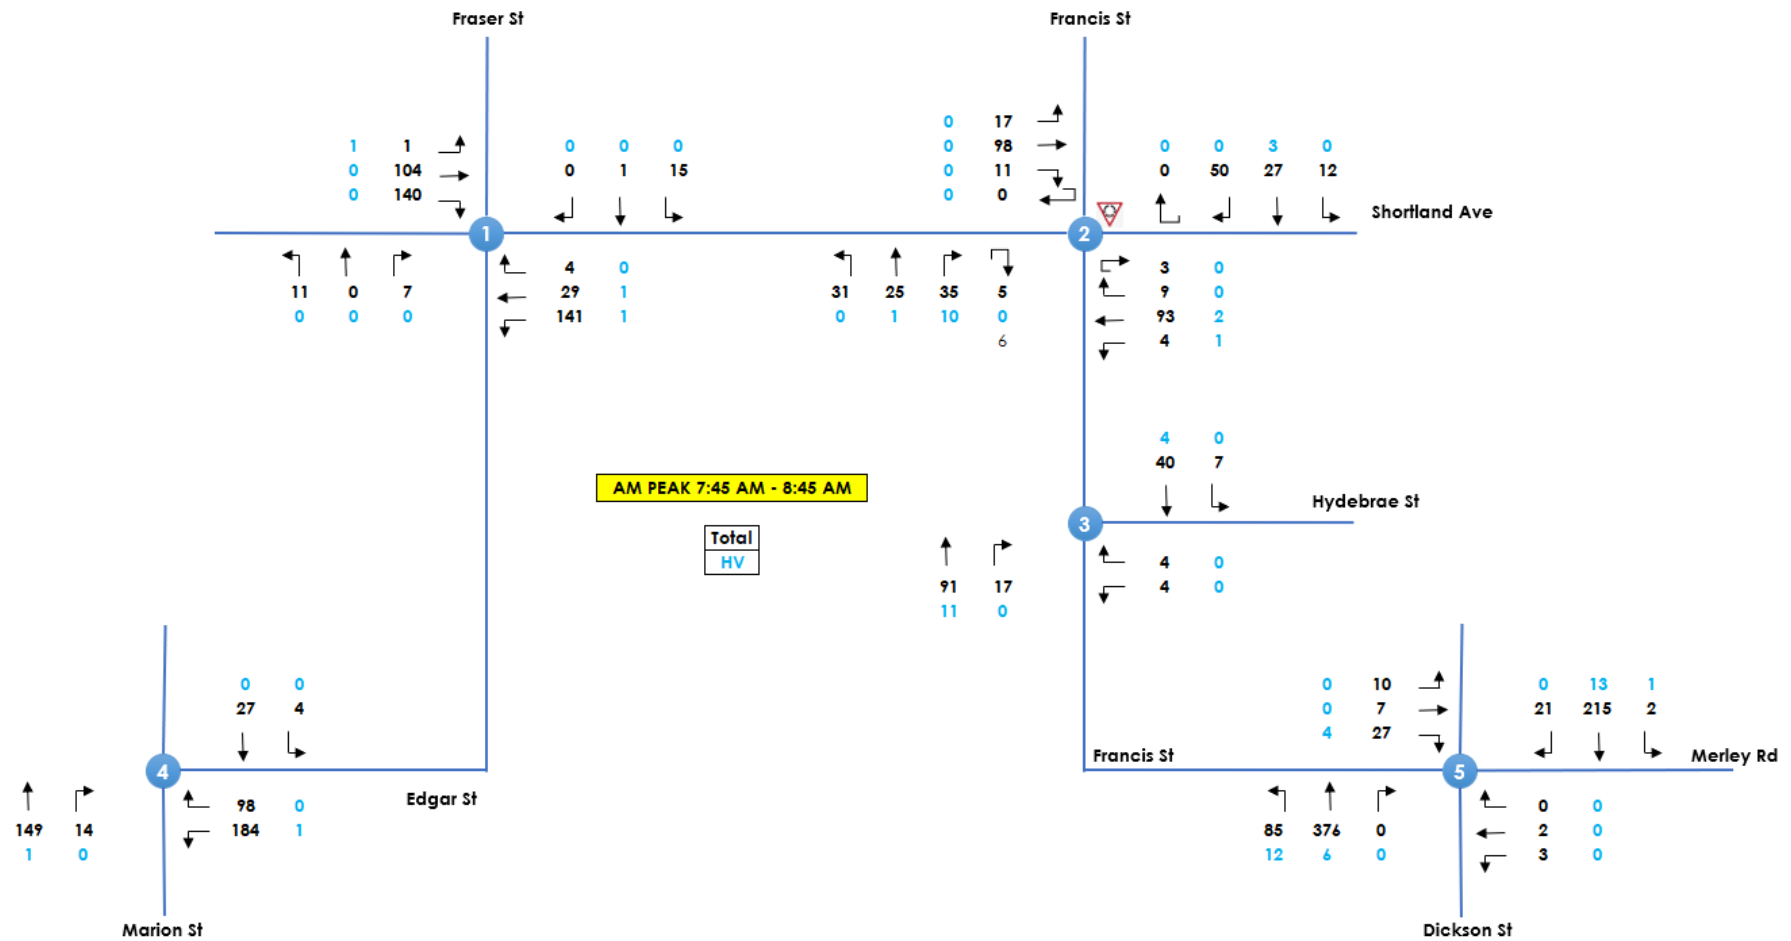 Fraser St
Francis St
0 17
0 98
0 11
0 0
1 1
0 104
0 140
0 0 0
0 1 15
0 0 3 0
0 50 27 12
Shortland Ave
1
2
11 0 7
0 0 0
4 0
29 1
141 1
31 25 35 5
0 1 10 0
6
3 0
9 0
93 2
4 1
4 0
40 7
AM PEAK 7:45 AM - 8:45 AM
Hydebrae St
3
Total
HV
91 17
11 0
4 0
4 0
0 0
27 4
0 10
0 7
4 27
0 13 1
21 215 2
Francis St
Merley Rd
4
5
Edgar St
149 14
1 0
98 0
184 1
85 376 0
12 6 0
0 0
2 0
3 0
Marion St
Dickson St